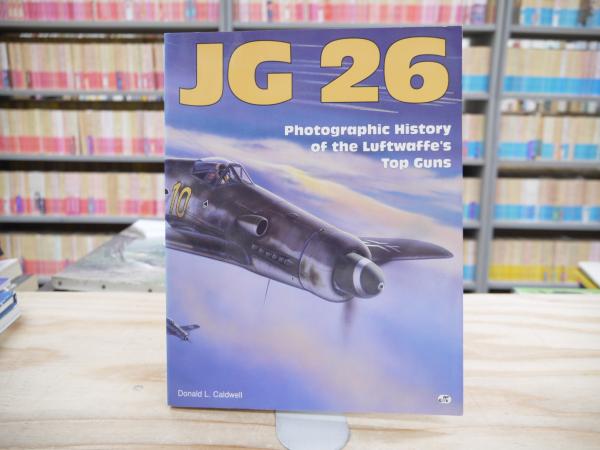 JG 26
Photographic History
of the Luftwaffe's
Top Guns
10
Donald L. Caldwell